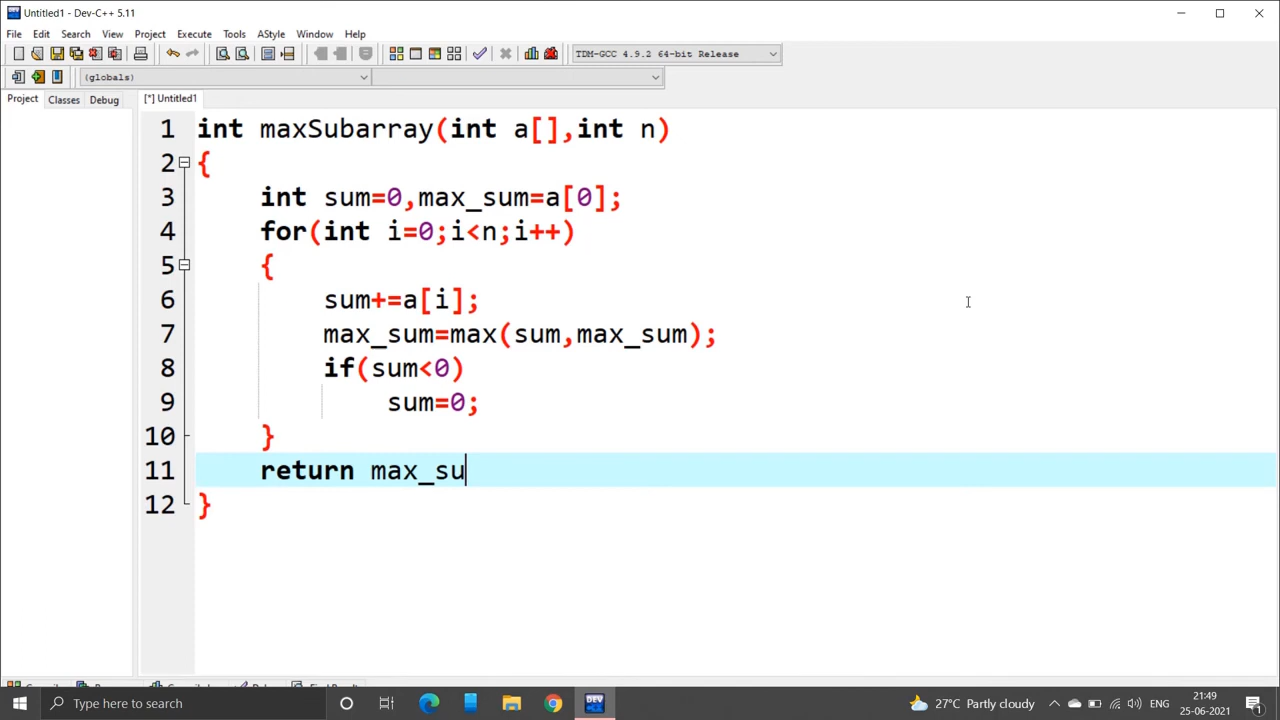 Untitled1 - Dev-C++ 5.11
File Edit Search View Project Execute Tools AStyle Window Help
TDM-GCC 4.9.2 64-bit Release
(globals)
Project Classes Debug [*] Untitled1
1 int maxSubarray(int a[],int n)
2 {
3 int sum=0,max_sum=a[0];
4 for(int i=0;i<n;i++)
5 {
6 sum+=a[i];
7 max_sum=max(sum,max_sum);
8 if(sum<0)
9 sum=0;
10 }
11 return max_su
12 }
Type here to search
27°C Partly cloudy ENG 21:49
25-06-2021
1